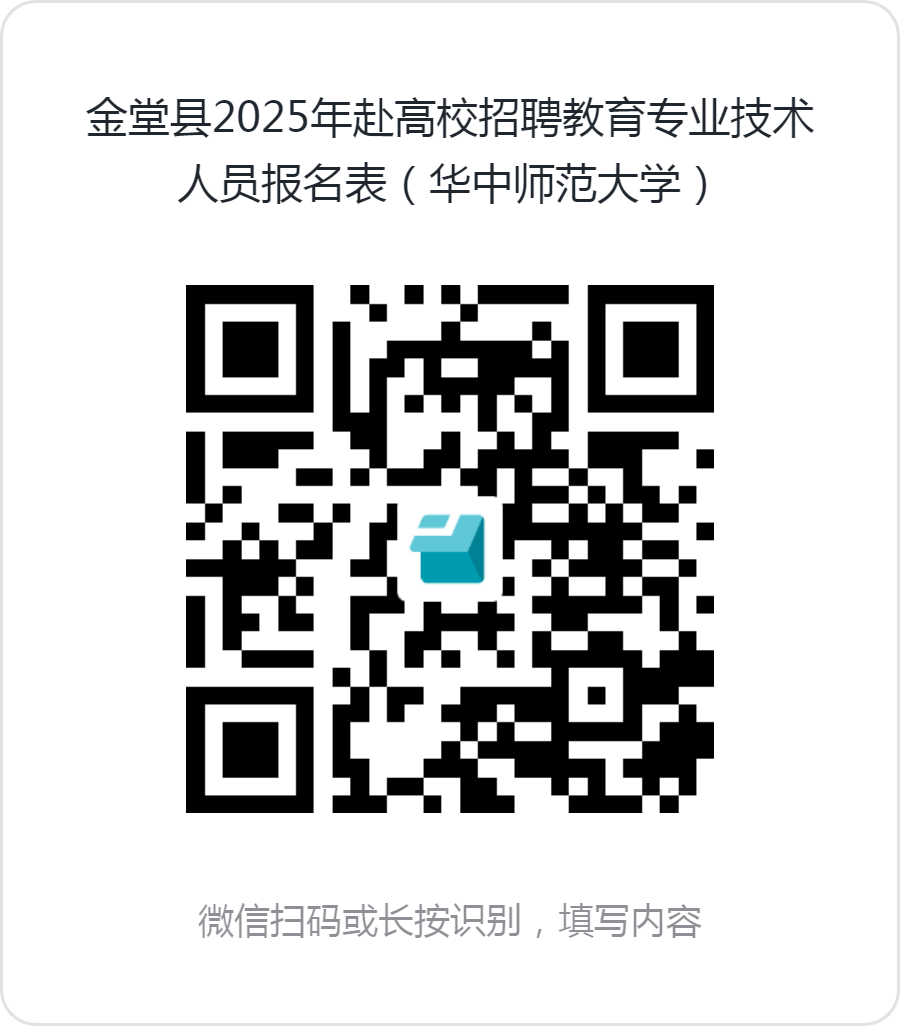 金堂县2025年赴高校招聘教育专业技术
人员报名表（华中师范大学）
微信扫码或长按识别，填写内容